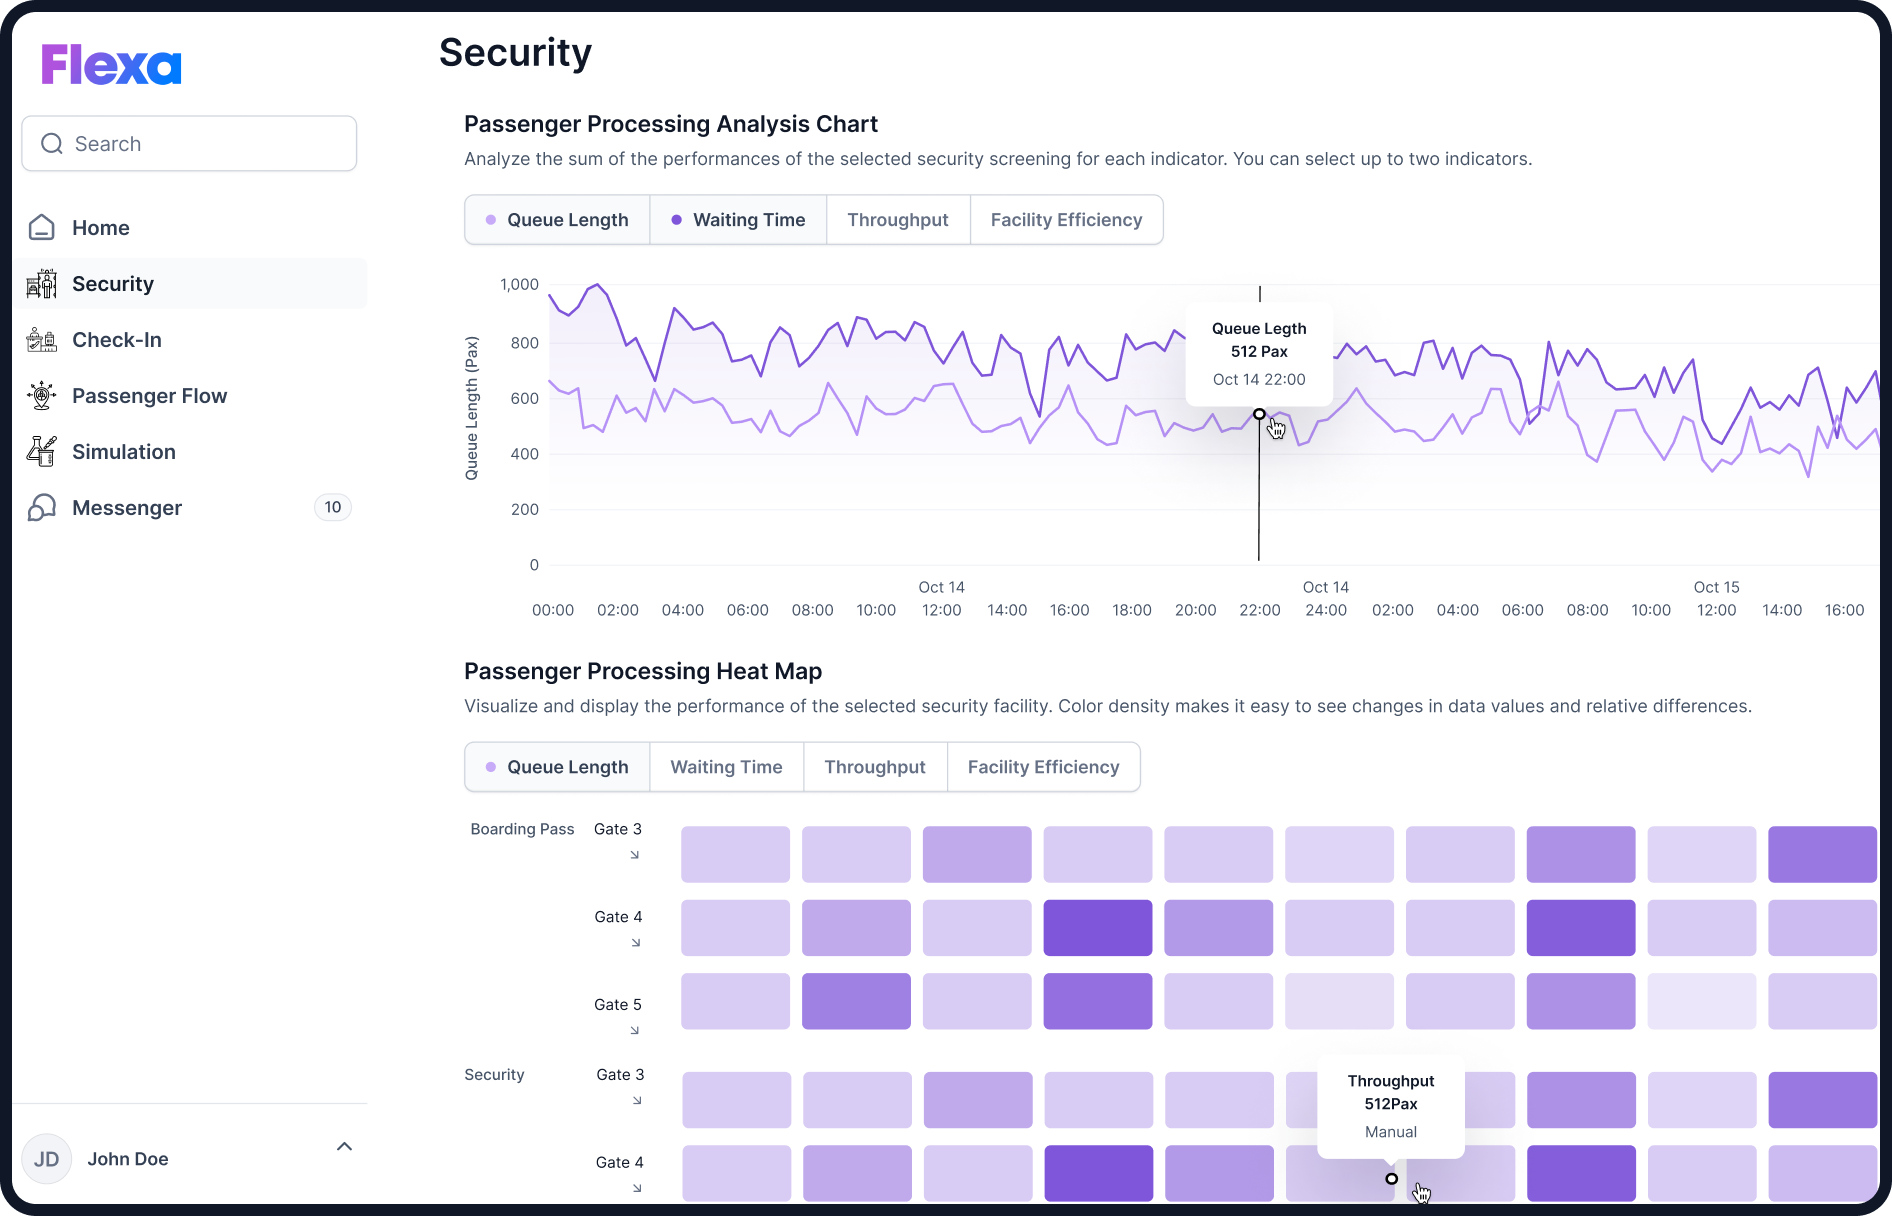 Flexa
Search
Home
Security
Check-In
Passenger Flow
Simulation
Messenger 10
JD John Doe
Security
Passenger Processing Analysis Chart
Analyze the sum of the performances of the selected security screening for each indicator. You can select up to two indicators.
Queue Length Waiting Time Throughput Facility Efficiency
Queue Length (Pax)
1,000
800
600
400
200
0
Queue Legth
512 Pax
Oct 14 22:00
Oct 14 Oct 14 Oct 15
00:00 02:00 04:00 06:00 08:00 10:00 12:00 14:00 16:00 18:00 20:00 22:00 24:00 02:00 04:00 06:00 08:00 10:00 12:00 14:00 16:00
Passenger Processing Heat Map
Visualize and display the performance of the selected security facility. Color density makes it easy to see changes in data values and relative differences.
Queue Length Waiting Time Throughput Facility Efficiency
Boarding Pass Gate 3
Gate 4
Gate 5
Security Gate 3
Gate 4
Throughput
512Pax
Manual